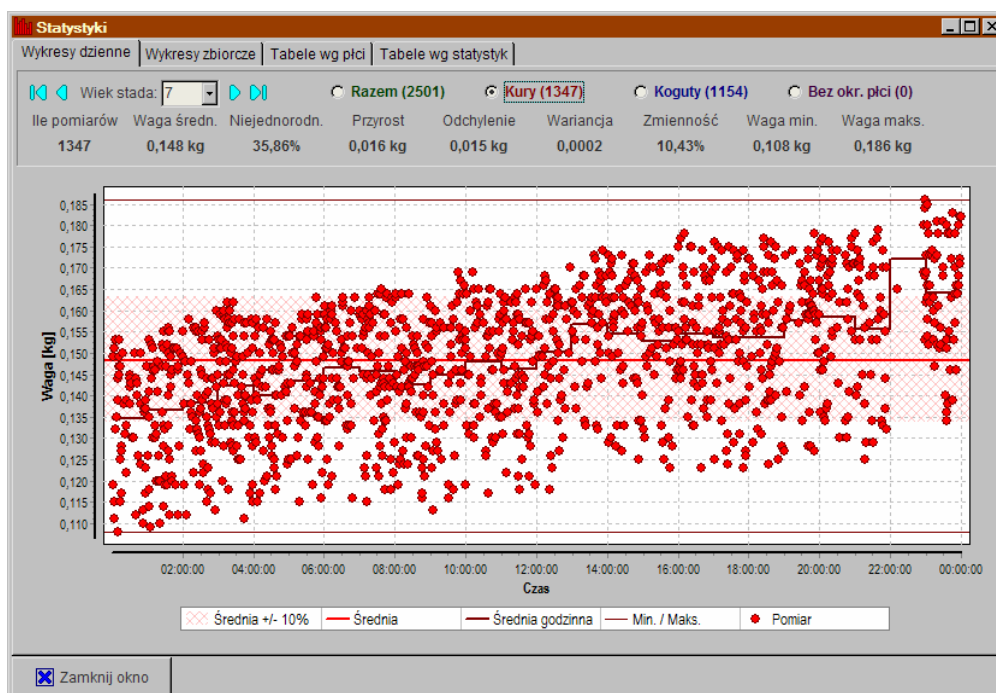 Statystyki
Wykresy dzienne Wykresy zbiorcze Tabele wg płci Tabele wg statystyk
Wiek stada: 7 Razem (2501) Kury (1347) Koguty (1154) Bez okr. płci (0)
Ile pomiarów Waga średn. Niejednorodn. Przyrost Odchylenie Wariancja Zmienność Waga min. Waga maks.
1347 0,148 kg 35,86% 0,016 kg 0,015 kg 0,0002 10,43% 0,108 kg 0,186 kg
0,185
0,180
0,175
0,170
0,165
0,160
0,155
0,150
0,145
0,140
0,135
0,130
0,125
0,120
0,115
0,110
Waga [kg]
02:00:00 04:00:00 06:00:00 08:00:00 10:00:00 12:00:00 14:00:00 16:00:00 18:00:00 20:00:00 22:00:00 00:00:00
Czas
Średnia +/- 10% Średnia Średnia godzinna Min. / Maks. Pomiar
Zamknij okno